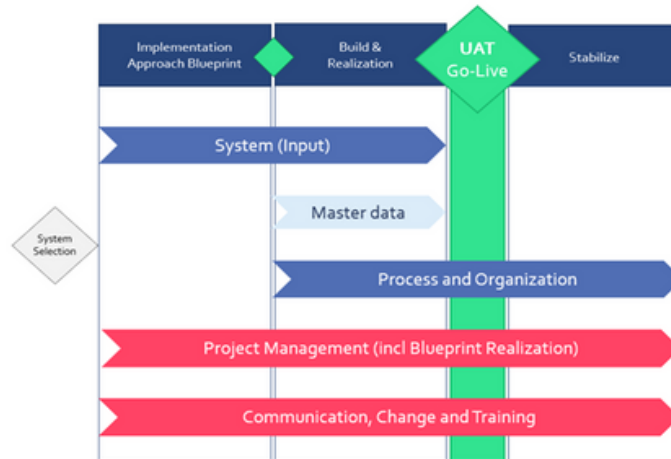 Implementation
Approach Blueprint
Build &
Realization
UAT
Go-Live
Stabilize
System (Input)
Master data
System
Selection
Process and Organization
Project Management (incl Blueprint Realization)
Communication, Change and Training